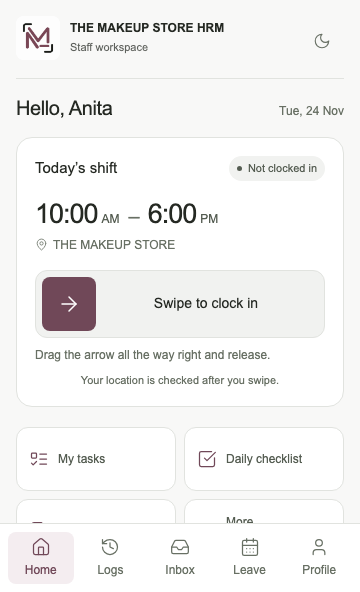 THE MAKEUP STORE HRM
Staff workspace
Hello, Anita
Tue, 24 Nov
Today's shift
Not clocked in
10:00 AM — 6:00 PM
THE MAKEUP STORE
Swipe to clock in
Drag the arrow all the way right and release.
Your location is checked after you swipe.
My tasks
Daily checklist
More
Home
Logs
Inbox
Leave
Profile